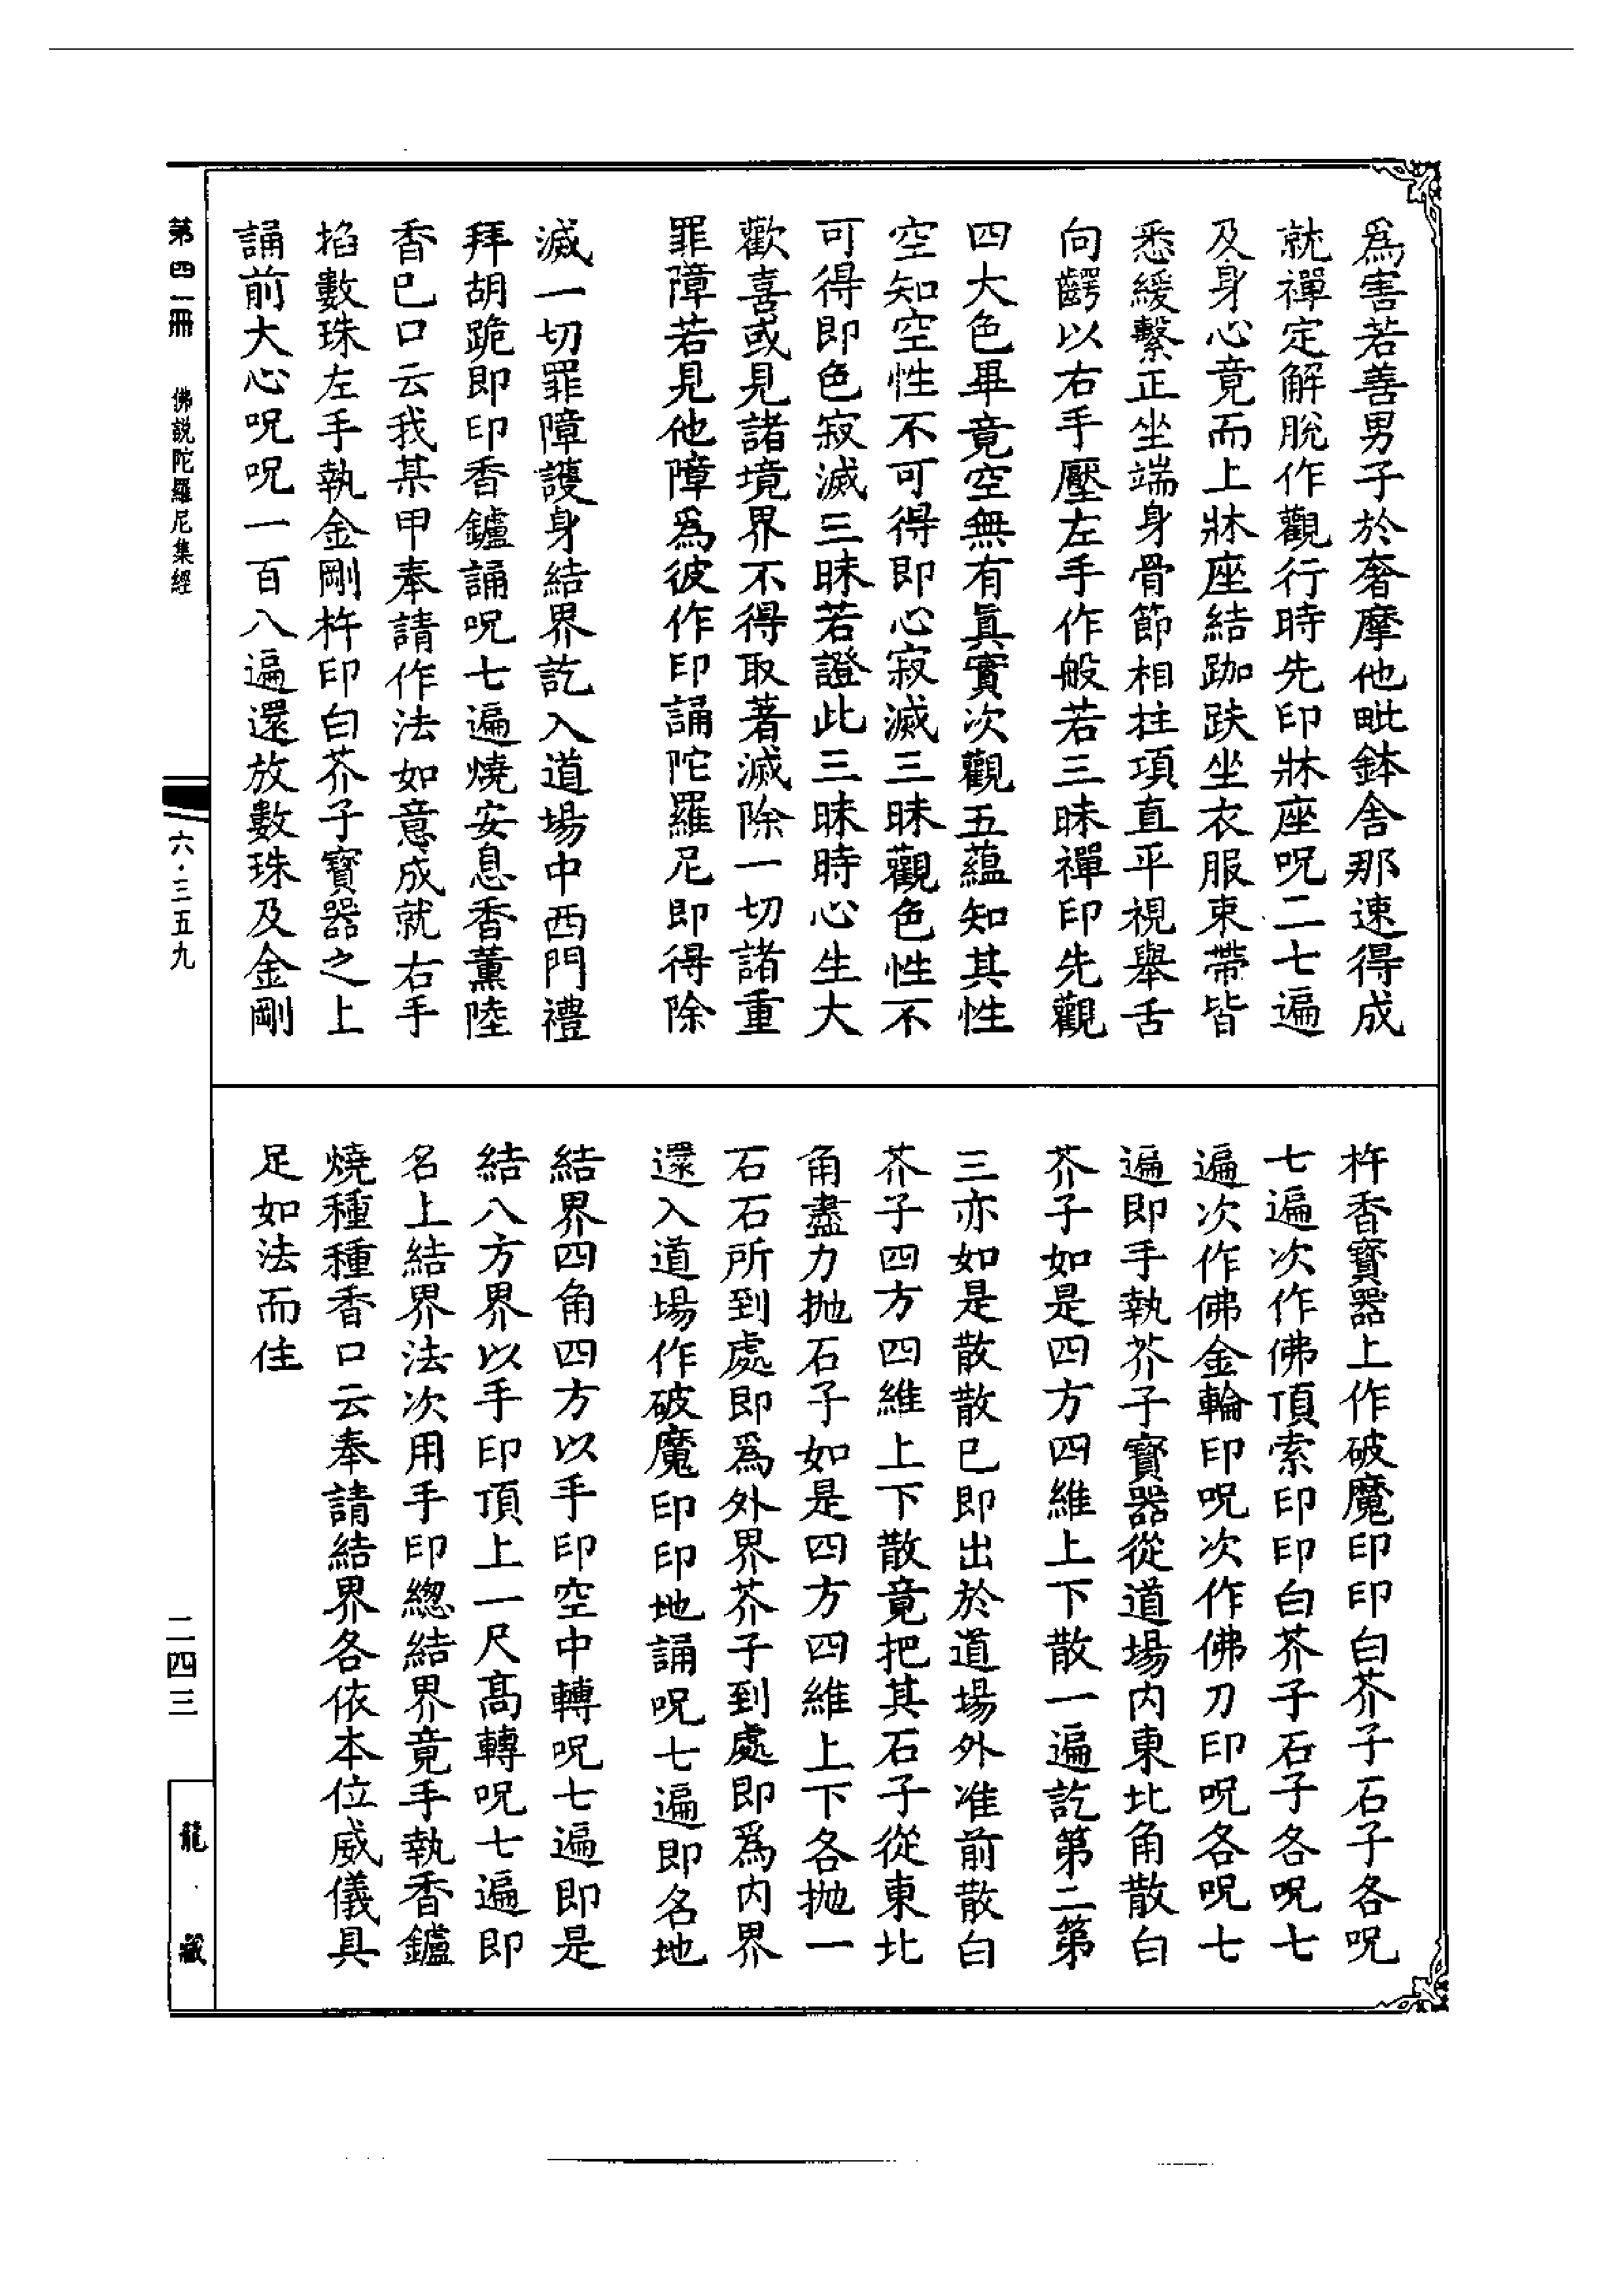 爲害若善男子於奢摩他毗鉢舍那速得成
就禪定解脫作觀行時先印牀座呪二七遍
及身心竟而上牀座結跏趺坐衣服束帶皆
悉緩繫正坐端身骨節相拄項直平視舉舌
向齶以右手壓左手作般若三昧禪印先觀
四大色畢竟空無有真實次觀五蘊知其性
空知空性不可得即心寂滅三昧觀色性不
可得即色寂滅三昧若證此三昧時心生大
歡喜或見諸境界不得取著滅除一切諸重
罪障若見他障爲彼作印誦陀羅尼即得除
滅一切罪障護身結界訖入道場中西門禮
拜胡跪即印香鑪誦呪七遍燒安息香薰陸
香已口云我某甲奉請作法如意成就右手
掐數珠左手執金剛杵印白芥子寶器之上
誦前大心呪呪一百八遍還放數珠及金剛
杵香寶器上作破魔印印白芥子石子各呪
七遍次作佛頂索印印白芥子石子各呪七
遍次作佛金輪印呪次作佛刀印呪各呪七
遍即手執芥子寶器從道場內東北角散白
芥子如是四方四維上下散一遍訖第二第
三亦如是散散已即出於道場外准前散白
芥子四方四維上下散竟把其石子從東北
角盡力拋石子如是四方四維上下各拋一
石石所到處即爲外界芥子到處即爲內界
還入道場作破魔印印地誦呪七遍即名地
結界四角四方以手印空中轉呪七遍即是
結八方界以手印頂上一尺高轉呪七遍即
名上結界法次用手印緫結界竟手執香鑪
燒種種香口云奉請結界各依本位威儀具
足如法而住
第四一冊 佛說陀羅尼集經
六·三五九
二四三
龍藏